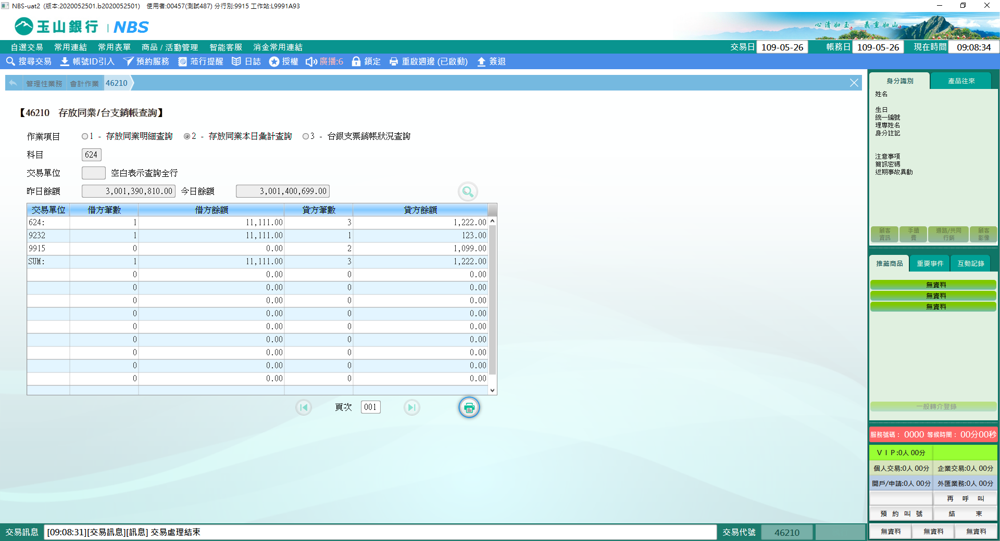 NBS-uat2 (版本:2020052501.b2020052501) 使用者:00457(測試487) 分行別:9915 工作站:L9991A93
玉山銀行 | NBS
心清如玉 義重如山
自選交易 常用連結 常用表單 商品 / 活動管理 智能客服 消金常用連結 交易日 109-05-26 帳務日 109-05-26 現在時間 09:08:34
搜尋交易 帳號ID引入 預約服務 蒞行提醒 日誌 授權 廣播:6 鎖定 重啟週邊 (已啟動) 簽退
管理性業務 會計作業 46210
【46210 存放同業/台支銷帳查詢】
作業項目 1 - 存放同業明細查詢 2 - 存放同業本日彙計查詢 3 - 台銀支票銷帳狀況查詢
科目 624
交易單位 空白表示查詢全行
昨日餘額 3,001,390,810.00 今日餘額 3,001,400,699.00
交易單位 借方筆數 借方餘額 貸方筆數 貸方餘額
624: 1 11,111.00 3 1,222.00
9232 1 11,111.00 1 123.00
9915 0 0.00 2 1,099.00
SUM: 1 11,111.00 3 1,222.00
0 0.00 0 0.00
0 0.00 0 0.00
0 0.00 0 0.00
0 0.00 0 0.00
0 0.00 0 0.00
0 0.00 0 0.00
0 0.00 0 0.00
0 0.00 0 0.00
0 0.00 0 0.00
頁次 001
身分識別 產品往來
姓名
生日
統一編號
理專姓名
身分註記
注意事項
簡訊密碼
近期事故異動
顧客資訊 手續費 通路/共同行銷 顧客影像
推薦商品 重要事件 互動記錄
無資料
無資料
無資料
一般轉介登錄
服務號碼: 0000 等候時間: 00分00秒
VIP:0人 00分
個人交易:0人 00分 企業交易:0人 00分
開戶/申請:0人 00分 外匯業務:0人 00分
再 呼 叫
預 約 叫 號 結 束
無資料 無資料 無資料
交易訊息 [09:08:31][交易訊息][訊息] 交易處理結束 交易代號 46210